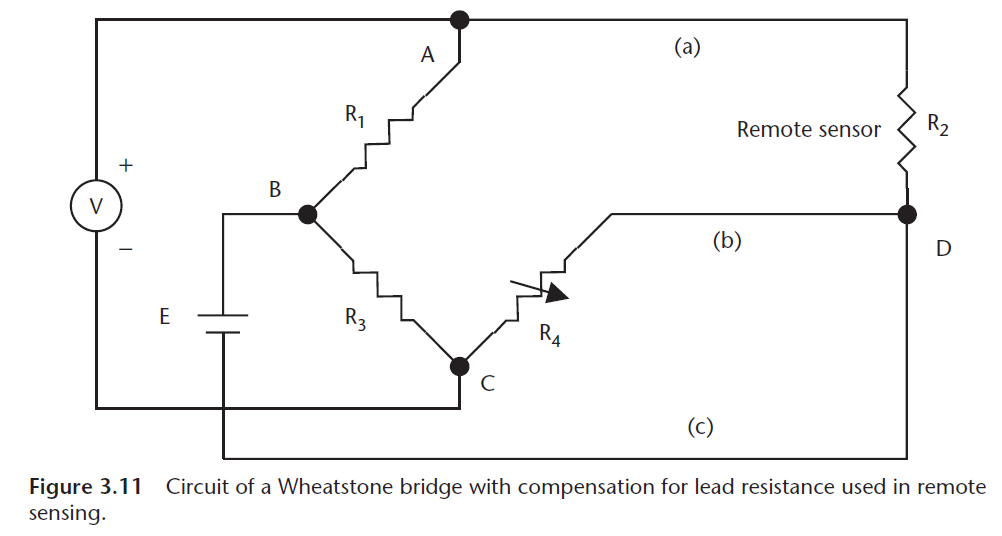 A
(a)
R1
Remote sensor
R2
+
B
V
(b)
−
D
E
R3
R4
C
(c)
Figure 3.11 Circuit of a Wheatstone bridge with compensation for lead resistance used in remote
sensing.